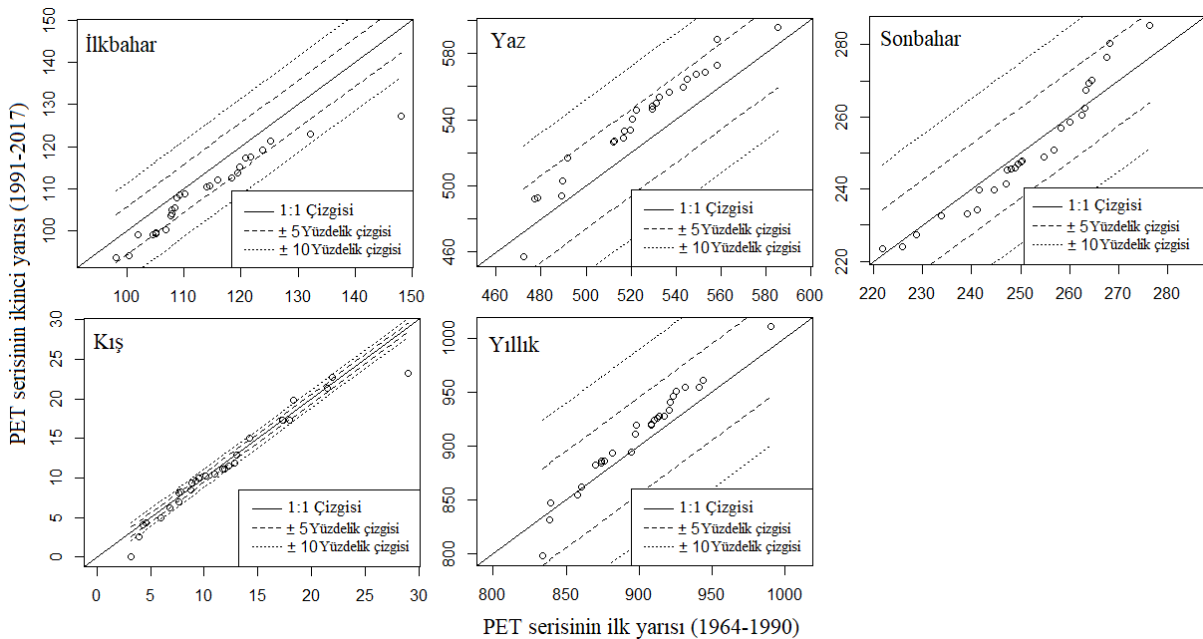 İlkbahar
100 110 120 130 140 150
100 110 120 130 140 150
1:1 Çizgisi
± 5 Yüzdelik çizgisi
± 10 Yüzdelik çizgisi
Yaz
460 500 540 580
460 480 500 520 540 560 580 600
1:1 Çizgisi
± 5 Yüzdelik çizgisi
± 10 Yüzdelik çizgisi
Sonbahar
220 240 260 280
220 230 240 250 260 270 280
1:1 Çizgisi
± 5 Yüzdelik çizgisi
± 10 Yüzdelik çizgisi
PET serisinin ikinci yarısı (1991-2017)
Kış
0 5 10 15 20 25 30
0 5 10 15 20 25 30
1:1 Çizgisi
± 5 Yüzdelik çizgisi
± 10 Yüzdelik çizgisi
Yıllık
800 850 900 950 1000
800 850 900 950 1000
1:1 Çizgisi
± 5 Yüzdelik çizgisi
± 10 Yüzdelik çizgisi
PET serisinin ilk yarısı (1964-1990)